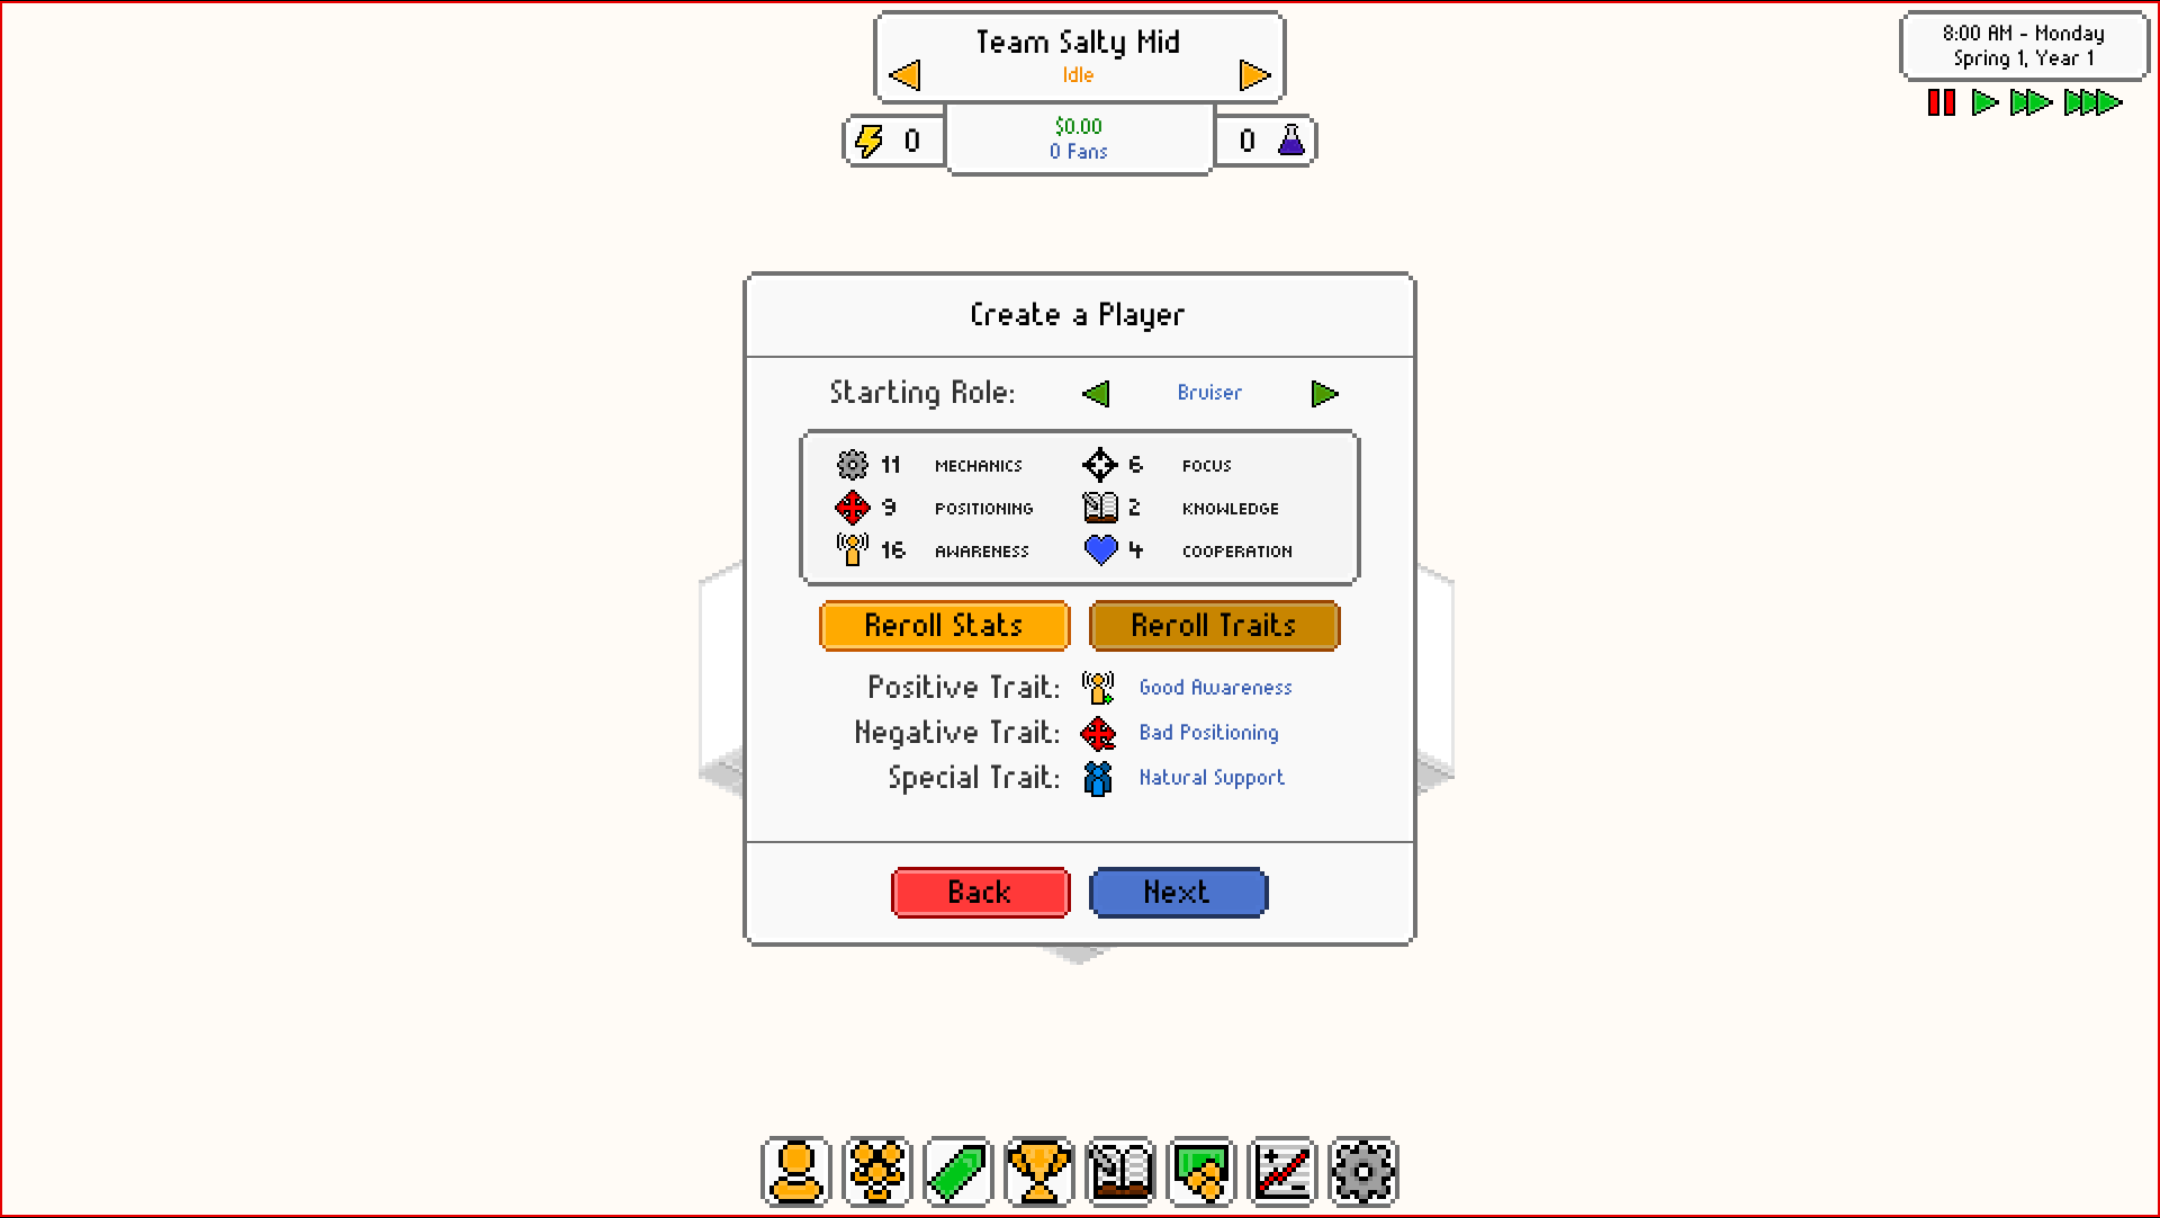 Team Salty Mid
Idle
8:00 AM - Monday
Spring 1, Year 1
0
$0.00
0 Fans
0
Create a Player
Starting Role: Bruiser
11 MECHANICS 6 FOCUS
9 POSITIONING 2 KNOWLEDGE
16 AWARENESS 4 COOPERATION
Reroll Stats Reroll Traits
Positive Trait: Good Awareness
Negative Trait: Bad Positioning
Special Trait: Natural Support
Back Next